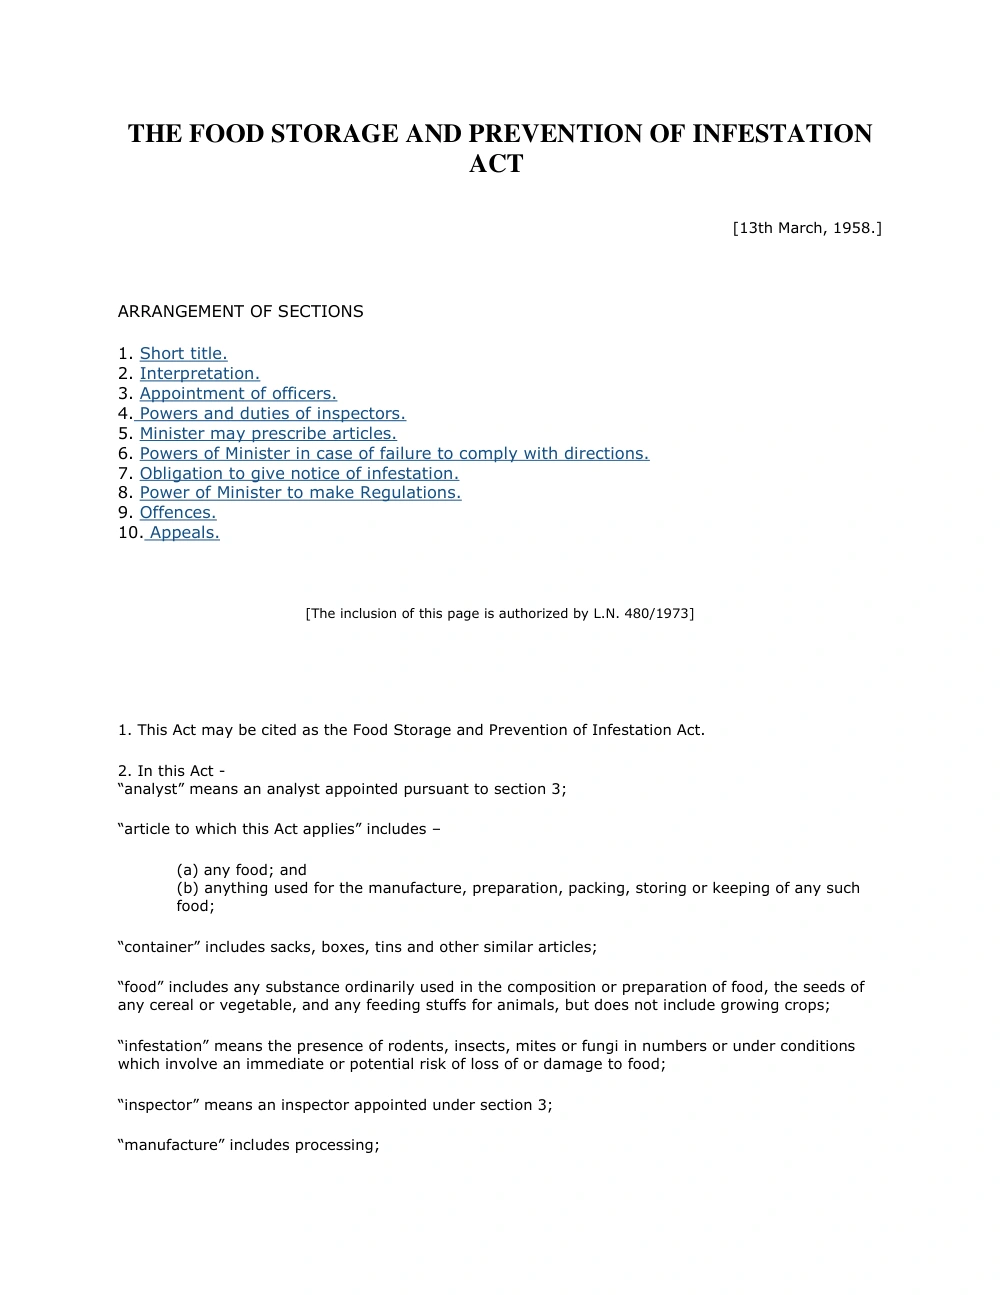 THE FOOD STORAGE AND PREVENTION OF INFESTATION
ACT
[13th March, 1958.]
ARRANGEMENT OF SECTIONS
1. Short title.
2. Interpretation.
3. Appointment of officers.
4. Powers and duties of inspectors.
5. Minister may prescribe articles.
6. Powers of Minister in case of failure to comply with directions.
7. Obligation to give notice of infestation.
8. Power of Minister to make Regulations.
9. Offences.
10. Appeals.
[The inclusion of this page is authorized by L.N. 480/1973]
1. This Act may be cited as the Food Storage and Prevention of Infestation Act.
2. In this Act -
“analyst” means an analyst appointed pursuant to section 3;
“article to which this Act applies” includes –
(a) any food; and
(b) anything used for the manufacture, preparation, packing, storing or keeping of any such
food;
“container” includes sacks, boxes, tins and other similar articles;
“food” includes any substance ordinarily used in the composition or preparation of food, the seeds of
any cereal or vegetable, and any feeding stuffs for animals, but does not include growing crops;
“infestation” means the presence of rodents, insects, mites or fungi in numbers or under conditions
which involve an immediate or potential risk of loss of or damage to food;
“inspector” means an inspector appointed under section 3;
“manufacture” includes processing;